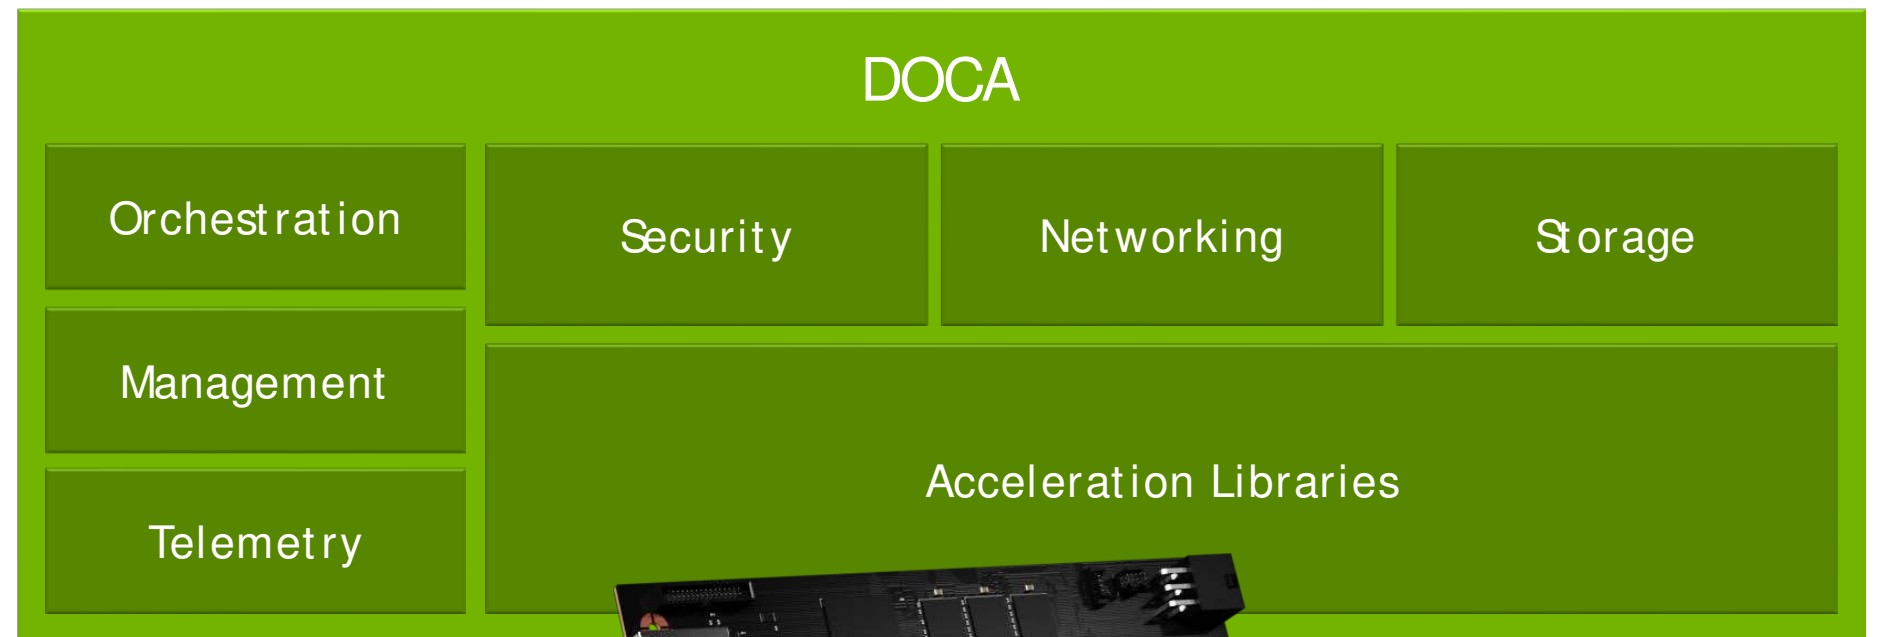 DOCA
Orchestration
Security
Networking
Storage
Management
Acceleration Libraries
Telemetry